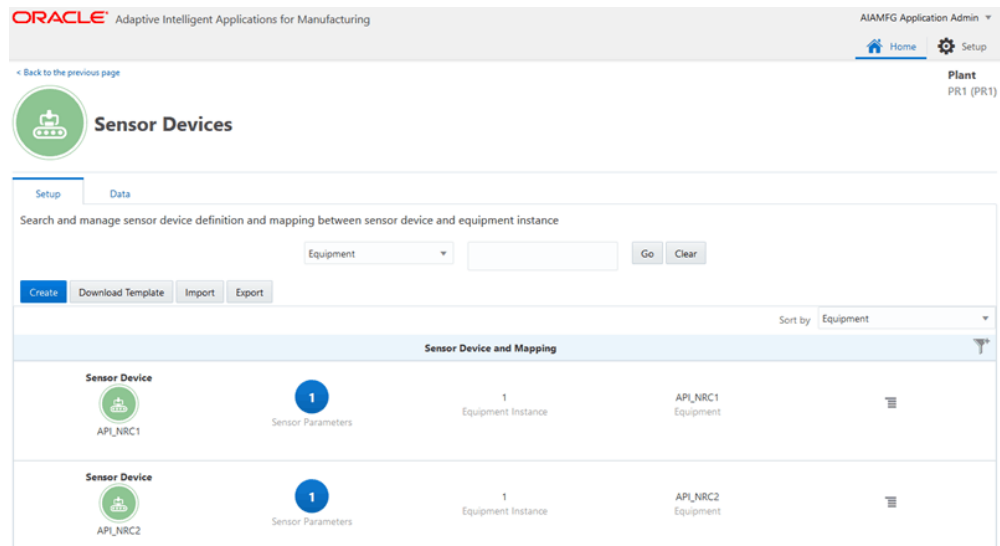 ORACLE® Adaptive Intelligent Applications for Manufacturing
AIAMFG Application Admin
Home
Setup
< Back to the previous page
Plant
PR1 (PR1)
Sensor Devices
Setup
Data
Search and manage sensor device definition and mapping between sensor device and equipment instance
Equipment
Go
Clear
Create
Download Template
Import
Export
Sort by
Equipment
Sensor Device and Mapping
Sensor Device
1
1
API_NRC1
Sensor Parameters
Equipment Instance
Equipment
API_NRC1
Sensor Device
1
1
API_NRC2
Sensor Parameters
Equipment Instance
Equipment
API_NRC2